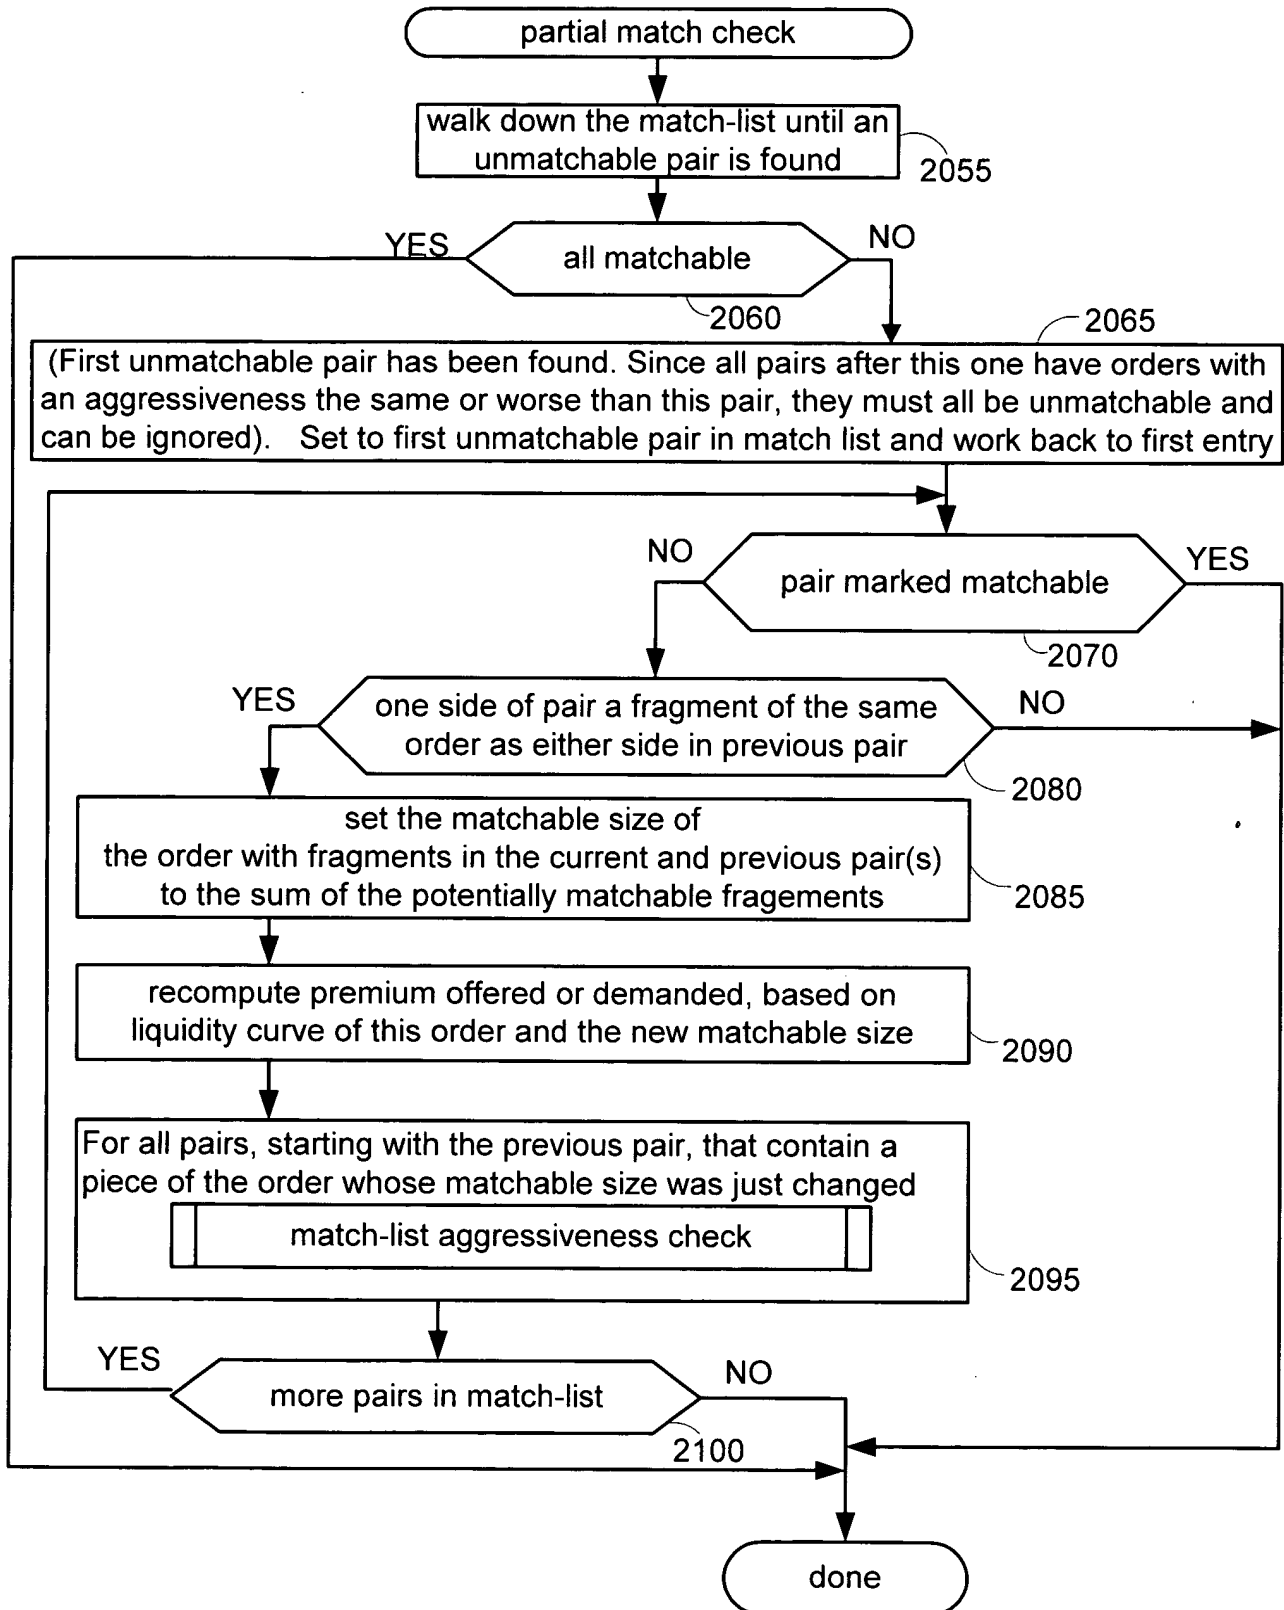 partial match check
walk down the match-list until an
unmatchable pair is found
2055
YES
all matchable
NO
2060
2065
(First unmatchable pair has been found. Since all pairs after this one have orders with
an aggressiveness the same or worse than this pair, they must all be unmatchable and
can be ignored). Set to first unmatchable pair in match list and work back to first entry
NO
pair marked matchable
YES
2070
YES
one side of pair a fragment of the same
order as either side in previous pair
NO
2080
set the matchable size of
the order with fragments in the current and previous pair(s)
to the sum of the potentially matchable fragements
2085
recompute premium offered or demanded, based on
liquidity curve of this order and the new matchable size
2090
For all pairs, starting with the previous pair, that contain a
piece of the order whose matchable size was just changed
match-list aggressiveness check
2095
YES
more pairs in match-list
NO
2100
done